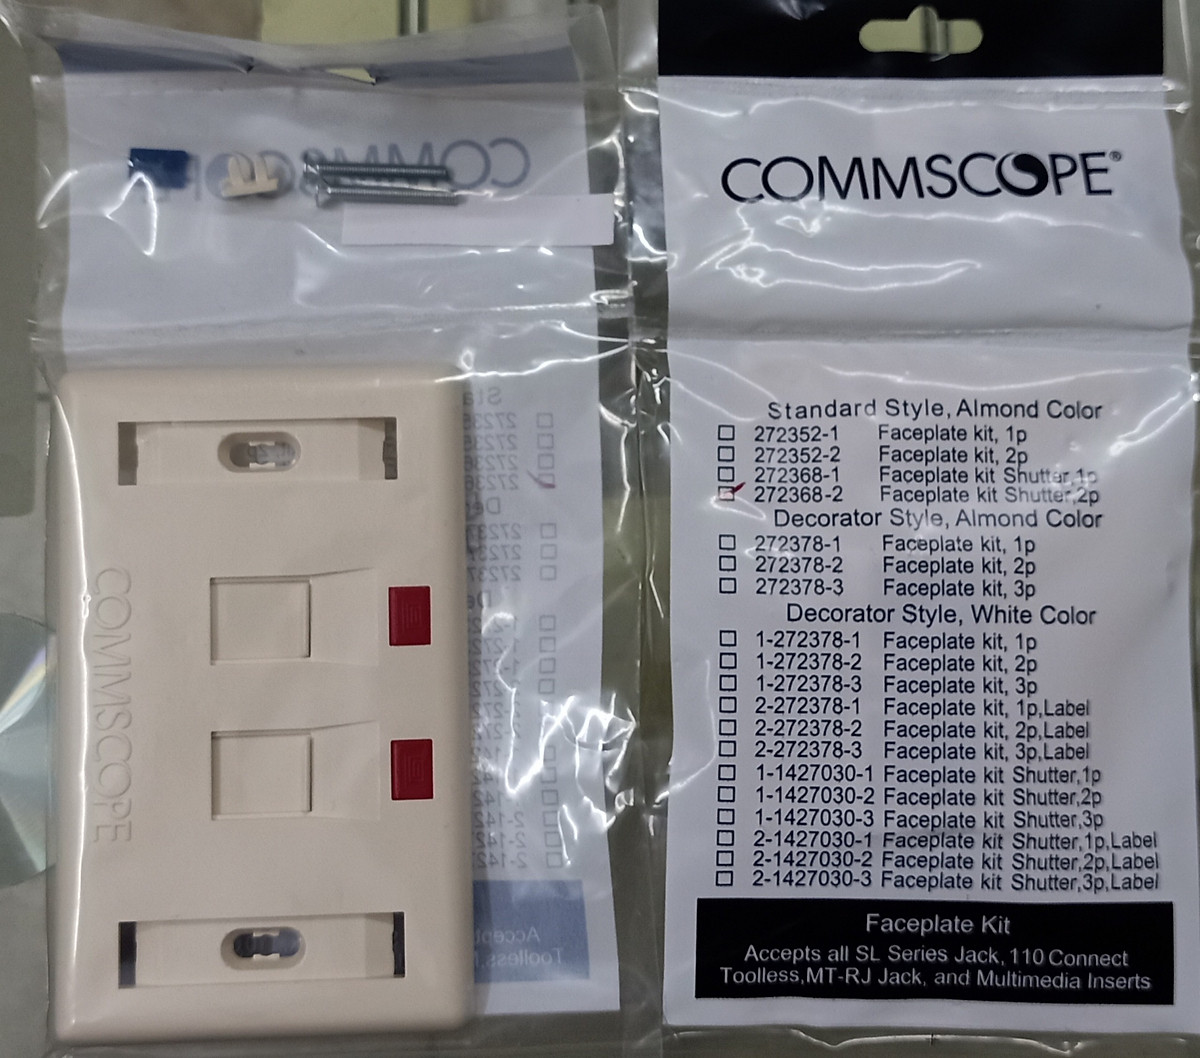 COMMSCOPE®
Standard Style, Almond Color
272352-1 Faceplate kit, 1p
272352-2 Faceplate kit, 2p
272368-1 Faceplate kit Shutter,1p
272368-2 Faceplate kit Shutter,2p
Decorator Style, Almond Color
272378-1 Faceplate kit, 1p
272378-2 Faceplate kit, 2p
272378-3 Faceplate kit, 3p
Decorator Style, White Color
1-272378-1 Faceplate kit, 1p
1-272378-2 Faceplate kit, 2p
1-272378-3 Faceplate kit, 3p
2-272378-1 Faceplate kit, 1p,Label
2-272378-2 Faceplate kit, 2p,Label
2-272378-3 Faceplate kit, 3p,Label
1-1427030-1 Faceplate kit Shutter,1p
1-1427030-2 Faceplate kit Shutter,2p
1-1427030-3 Faceplate kit Shutter,3p
2-1427030-1 Faceplate kit Shutter,1p,Label
2-1427030-2 Faceplate kit Shutter,2p,Label
2-1427030-3 Faceplate kit Shutter,3p,Label
Faceplate Kit
Accepts all SL Series Jack, 110 Connect
Toolless,MT-RJ Jack, and Multimedia Inserts
COMMSCOPE
COMMSCOPE